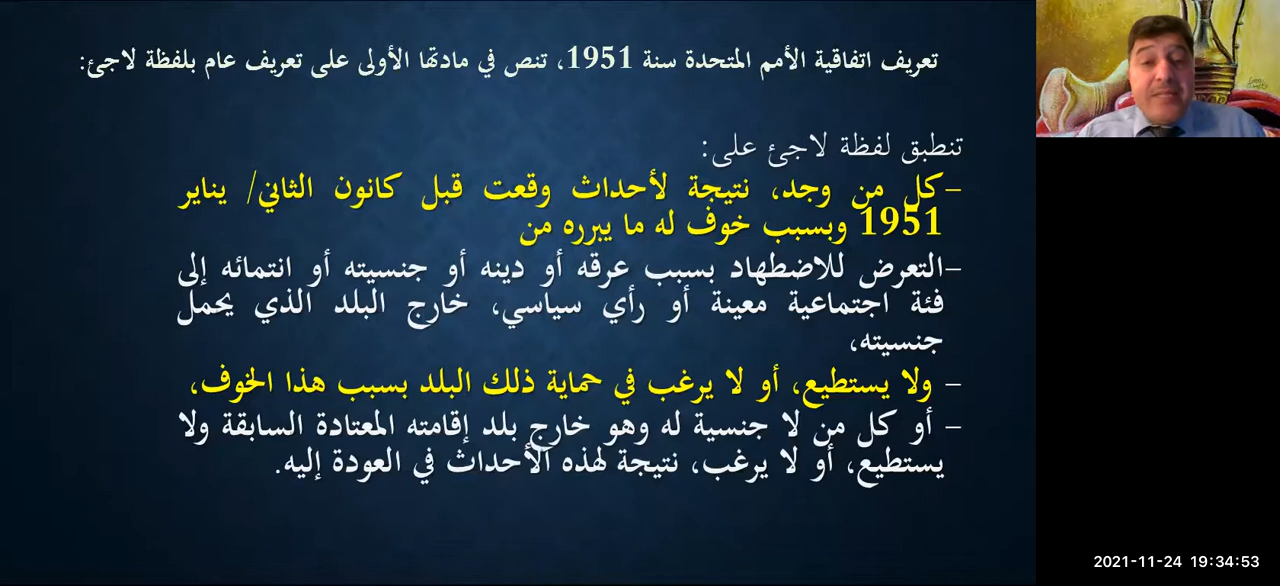 تعريف اتفاقية الأمم المتحدة سنة 1951، تنص في مادتها الأولى على تعريف عام بلفظة لاجئ:
تنطبق لفظة لاجئ على:
–كل من وجد، نتيجة لأحداث وقعت قبل كانون الثاني/ يناير
1951 وبسبب خوف له ما يبرره من
–التعرض للاضطهاد بسبب عرقه أو دينه أو جنسيته أو انتمائه إلى
فئة اجتماعية معينة أو رأي سياسي، خارج البلد الذي يحمل
جنسيته،
– ولا يستطيع، أو لا يرغب في حماية ذلك البلد بسبب هذا الخوف،
– أو كل من لا جنسية له وهو خارج بلد إقامته المعتادة السابقة ولا
يستطيع، أو لا يرغب، نتيجة لهذه الأحداث في العودة إليه.
2021-11-24 19:34:53